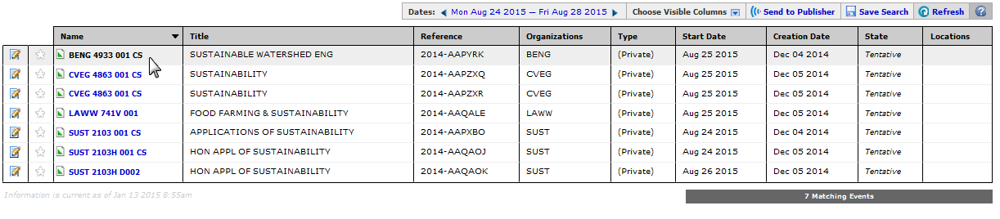 Dates: Mon Aug 24 2015 — Fri Aug 28 2015 Choose Visible Columns Send to Publisher Save Search Refresh ?
Name Title Reference Organizations Type Start Date Creation Date State Locations
BENG 4933 001 CS SUSTAINABLE WATERSHED ENG 2014-AAPYRK BENG (Private) Aug 25 2015 Dec 04 2014 Tentative
CVEG 4863 001 CS SUSTAINABILITY 2014-AAPZXQ CVEG (Private) Aug 25 2015 Dec 05 2014 Tentative
CVEG 4863 001 CS SUSTAINABILITY 2014-AAPZXR CVEG (Private) Aug 25 2015 Dec 05 2014 Tentative
LAWW 741V 001 FOOD FARMING & SUSTAINABILITY 2014-AAQALE LAWW (Private) Aug 24 2015 Dec 05 2014 Tentative
SUST 2103 001 CS APPLICATIONS OF SUSTAINABILITY 2014-AAPXBO SUST (Private) Aug 25 2015 Dec 04 2014 Tentative
SUST 2103H 001 CS HON APPL OF SUSTAINABILITY 2014-AAQAOJ SUST (Private) Aug 24 2015 Dec 05 2014 Tentative
SUST 2103H D002 HON APPL OF SUSTAINABILITY 2014-AAQAOK SUST (Private) Aug 26 2015 Dec 05 2014 Tentative
Information is current as of Jan 13 2015 8:55am 7 Matching Events